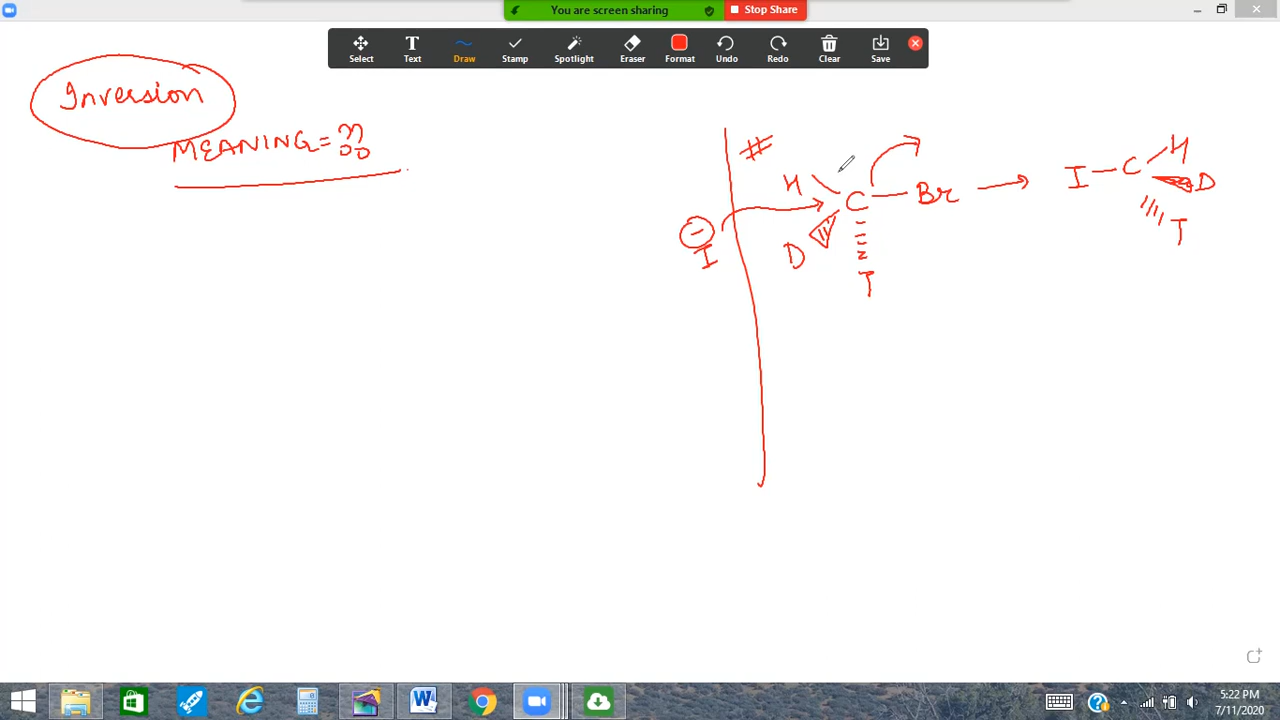 You are screen sharing
Stop Share
Select Text Draw Stamp Spotlight Eraser Format Undo Redo Clear Save
Inversion
MEANING = ??
#
H
C — Br → I — C H
D
T
⊖
I
D
T
5:22 PM
7/11/2020